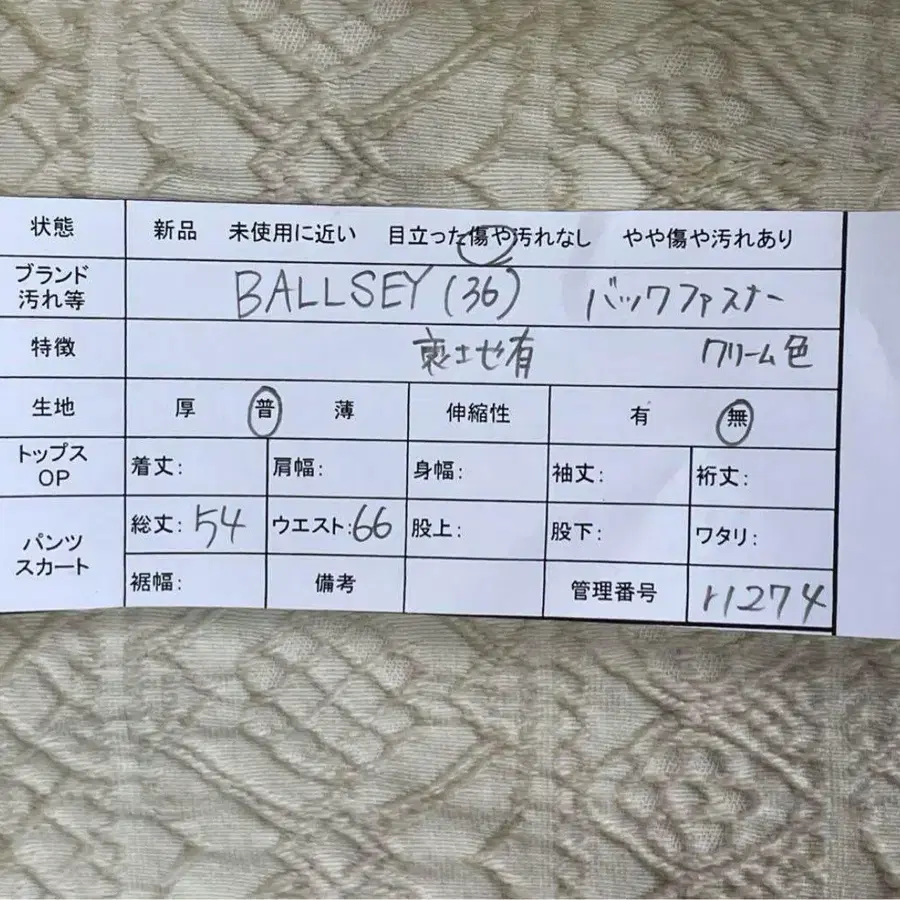 状態 新品 未使用に近い 目立った傷や汚れなし やや傷や汚れあり
ブランド
汚れ等 BALLSEY (36) バックファスナー
特徴 裏土せ有 クリーム色
生地 厚 普 薄 伸縮性 有 無
トップス
OP 着丈: 肩幅: 身幅: 袖丈: 裄丈:
パンツ
スカート 総丈: 54 ウエスト: 66 股上: 股下: ワタリ:
裾幅: 備考 管理番号 r1274